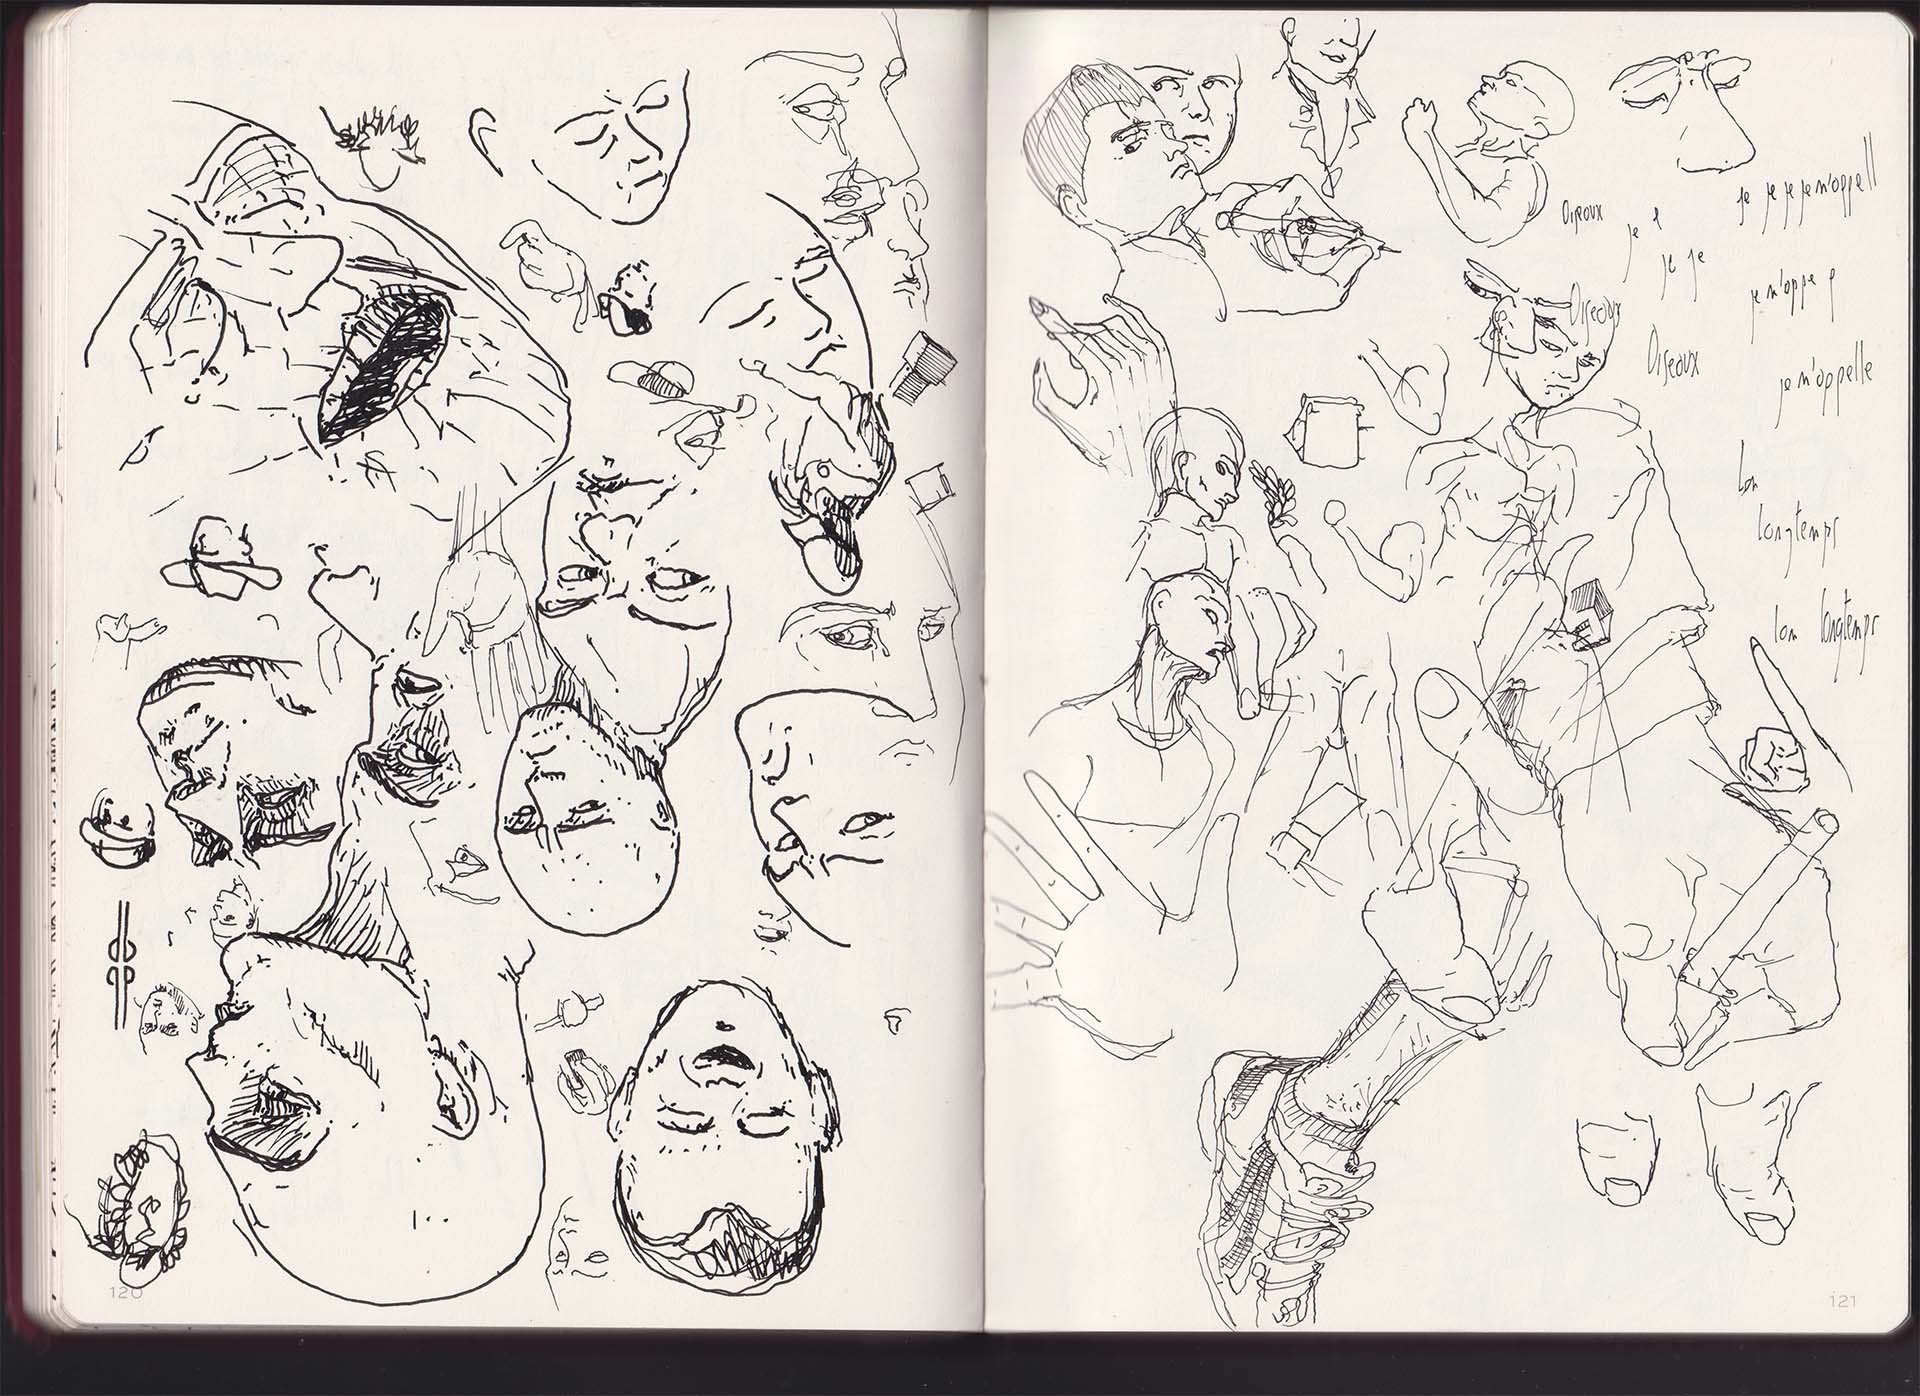 je je je je m'appell
Oiseaux
je e
je je
je m'appe p
Oiseaux
Oiseaux
je m'appelle
Lon
Longtemps
lon longtemps
120
121